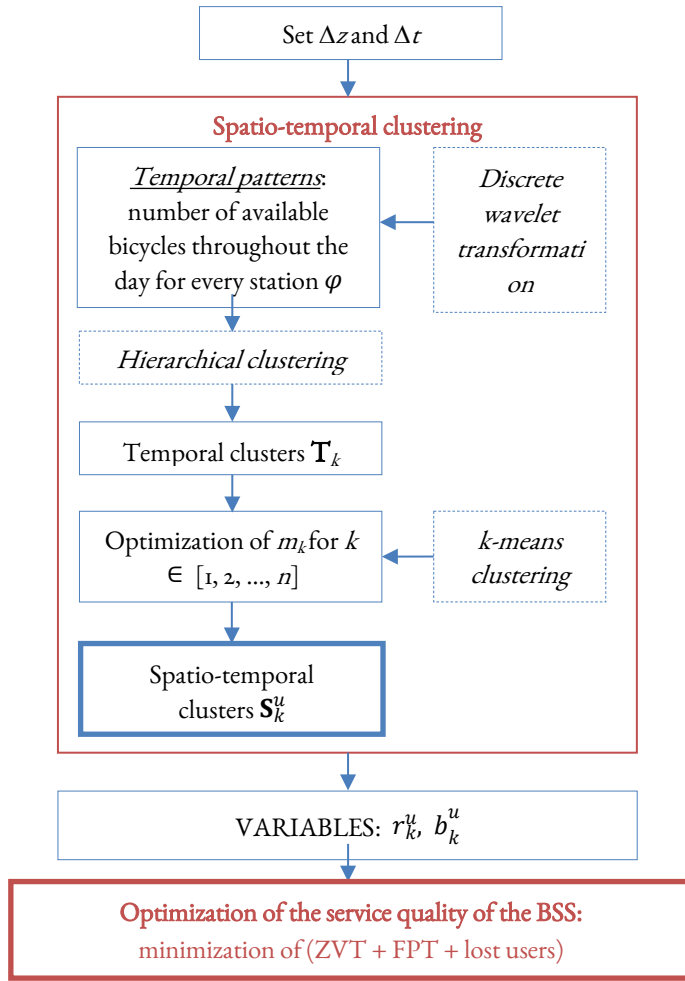 Set Δz and Δt
Spatio-temporal clustering
Temporal patterns:
number of available
bicycles throughout the
day for every station φ
Discrete
wavelet
transformati
on
Hierarchical clustering
Temporal clusters T_k
Optimization of m_k for k
∈ [1, 2, ..., n]
k-means
clustering
Spatio-temporal
clusters S_k^u
VARIABLES: r_k^u, b_k^u
Optimization of the service quality of the BSS:
minimization of (ZVT + FPT + lost users)